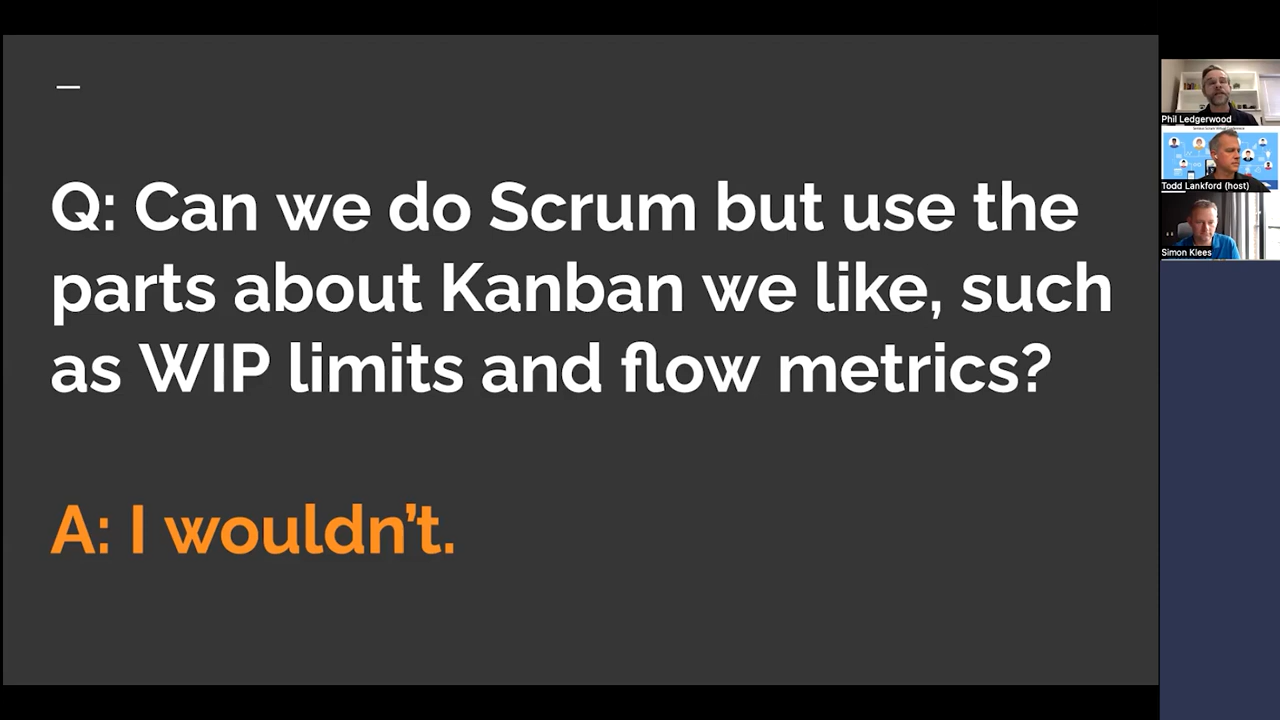 Q: Can we do Scrum but use the
parts about Kanban we like, such
as WIP limits and flow metrics?
A: I wouldn't.
Phil Ledgerwood
Todd Lankford (host)
Simon Klees